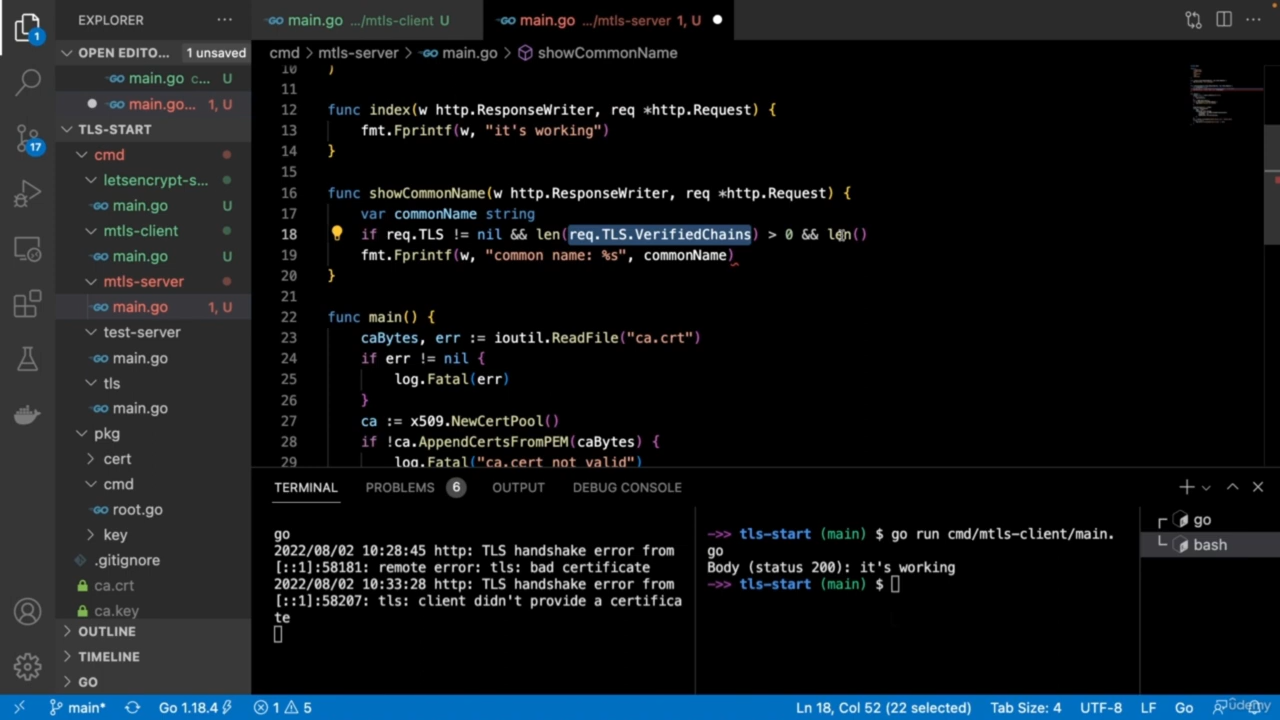 EXPLORER
main.go .../mtls-client U
main.go .../mtls-server 1, U
OPEN EDITO... 1 unsaved
main.go c... U
main.go... 1, U
TLS-START
cmd
letsencrypt-s...
main.go U
mtls-client
main.go U
mtls-server
main.go 1, U
test-server
main.go
tls
main.go
pkg
cert
cmd
root.go
key
.gitignore
ca.crt
ca.key
OUTLINE
TIMELINE
GO
1
17
cmd > mtls-server > main.go > showCommonName
10 )
11
12 func index(w http.ResponseWriter, req *http.Request) {
13 fmt.Fprintf(w, "it's working")
14 }
15
16 func showCommonName(w http.ResponseWriter, req *http.Request) {
17 var commonName string
18 if req.TLS != nil && len(req.TLS.VerifiedChains) > 0 && len()
19 fmt.Fprintf(w, "common name: %s", commonName)
20 }
21
22 func main() {
23 caBytes, err := ioutil.ReadFile("ca.crt")
24 if err != nil {
25 log.Fatal(err)
26 }
27 ca := x509.NewCertPool()
28 if !ca.AppendCertsFromPEM(caBytes) {
29 log.Fatal("ca.cert not valid")
TERMINAL PROBLEMS 6 OUTPUT DEBUG CONSOLE
go
2022/08/02 10:28:45 http: TLS handshake error from
[::1]:58181: remote error: tls: bad certificate
2022/08/02 10:33:28 http: TLS handshake error from
[::1]:58207: tls: client didn't provide a certifica
te
->> tls-start (main) $ go run cmd/mtls-client/main.
go
Body (status 200): it's working
->> tls-start (main) $
go
bash
main* Go 1.18.4 1 5 Ln 18, Col 52 (22 selected) Tab Size: 4 UTF-8 LF Go
Udemy